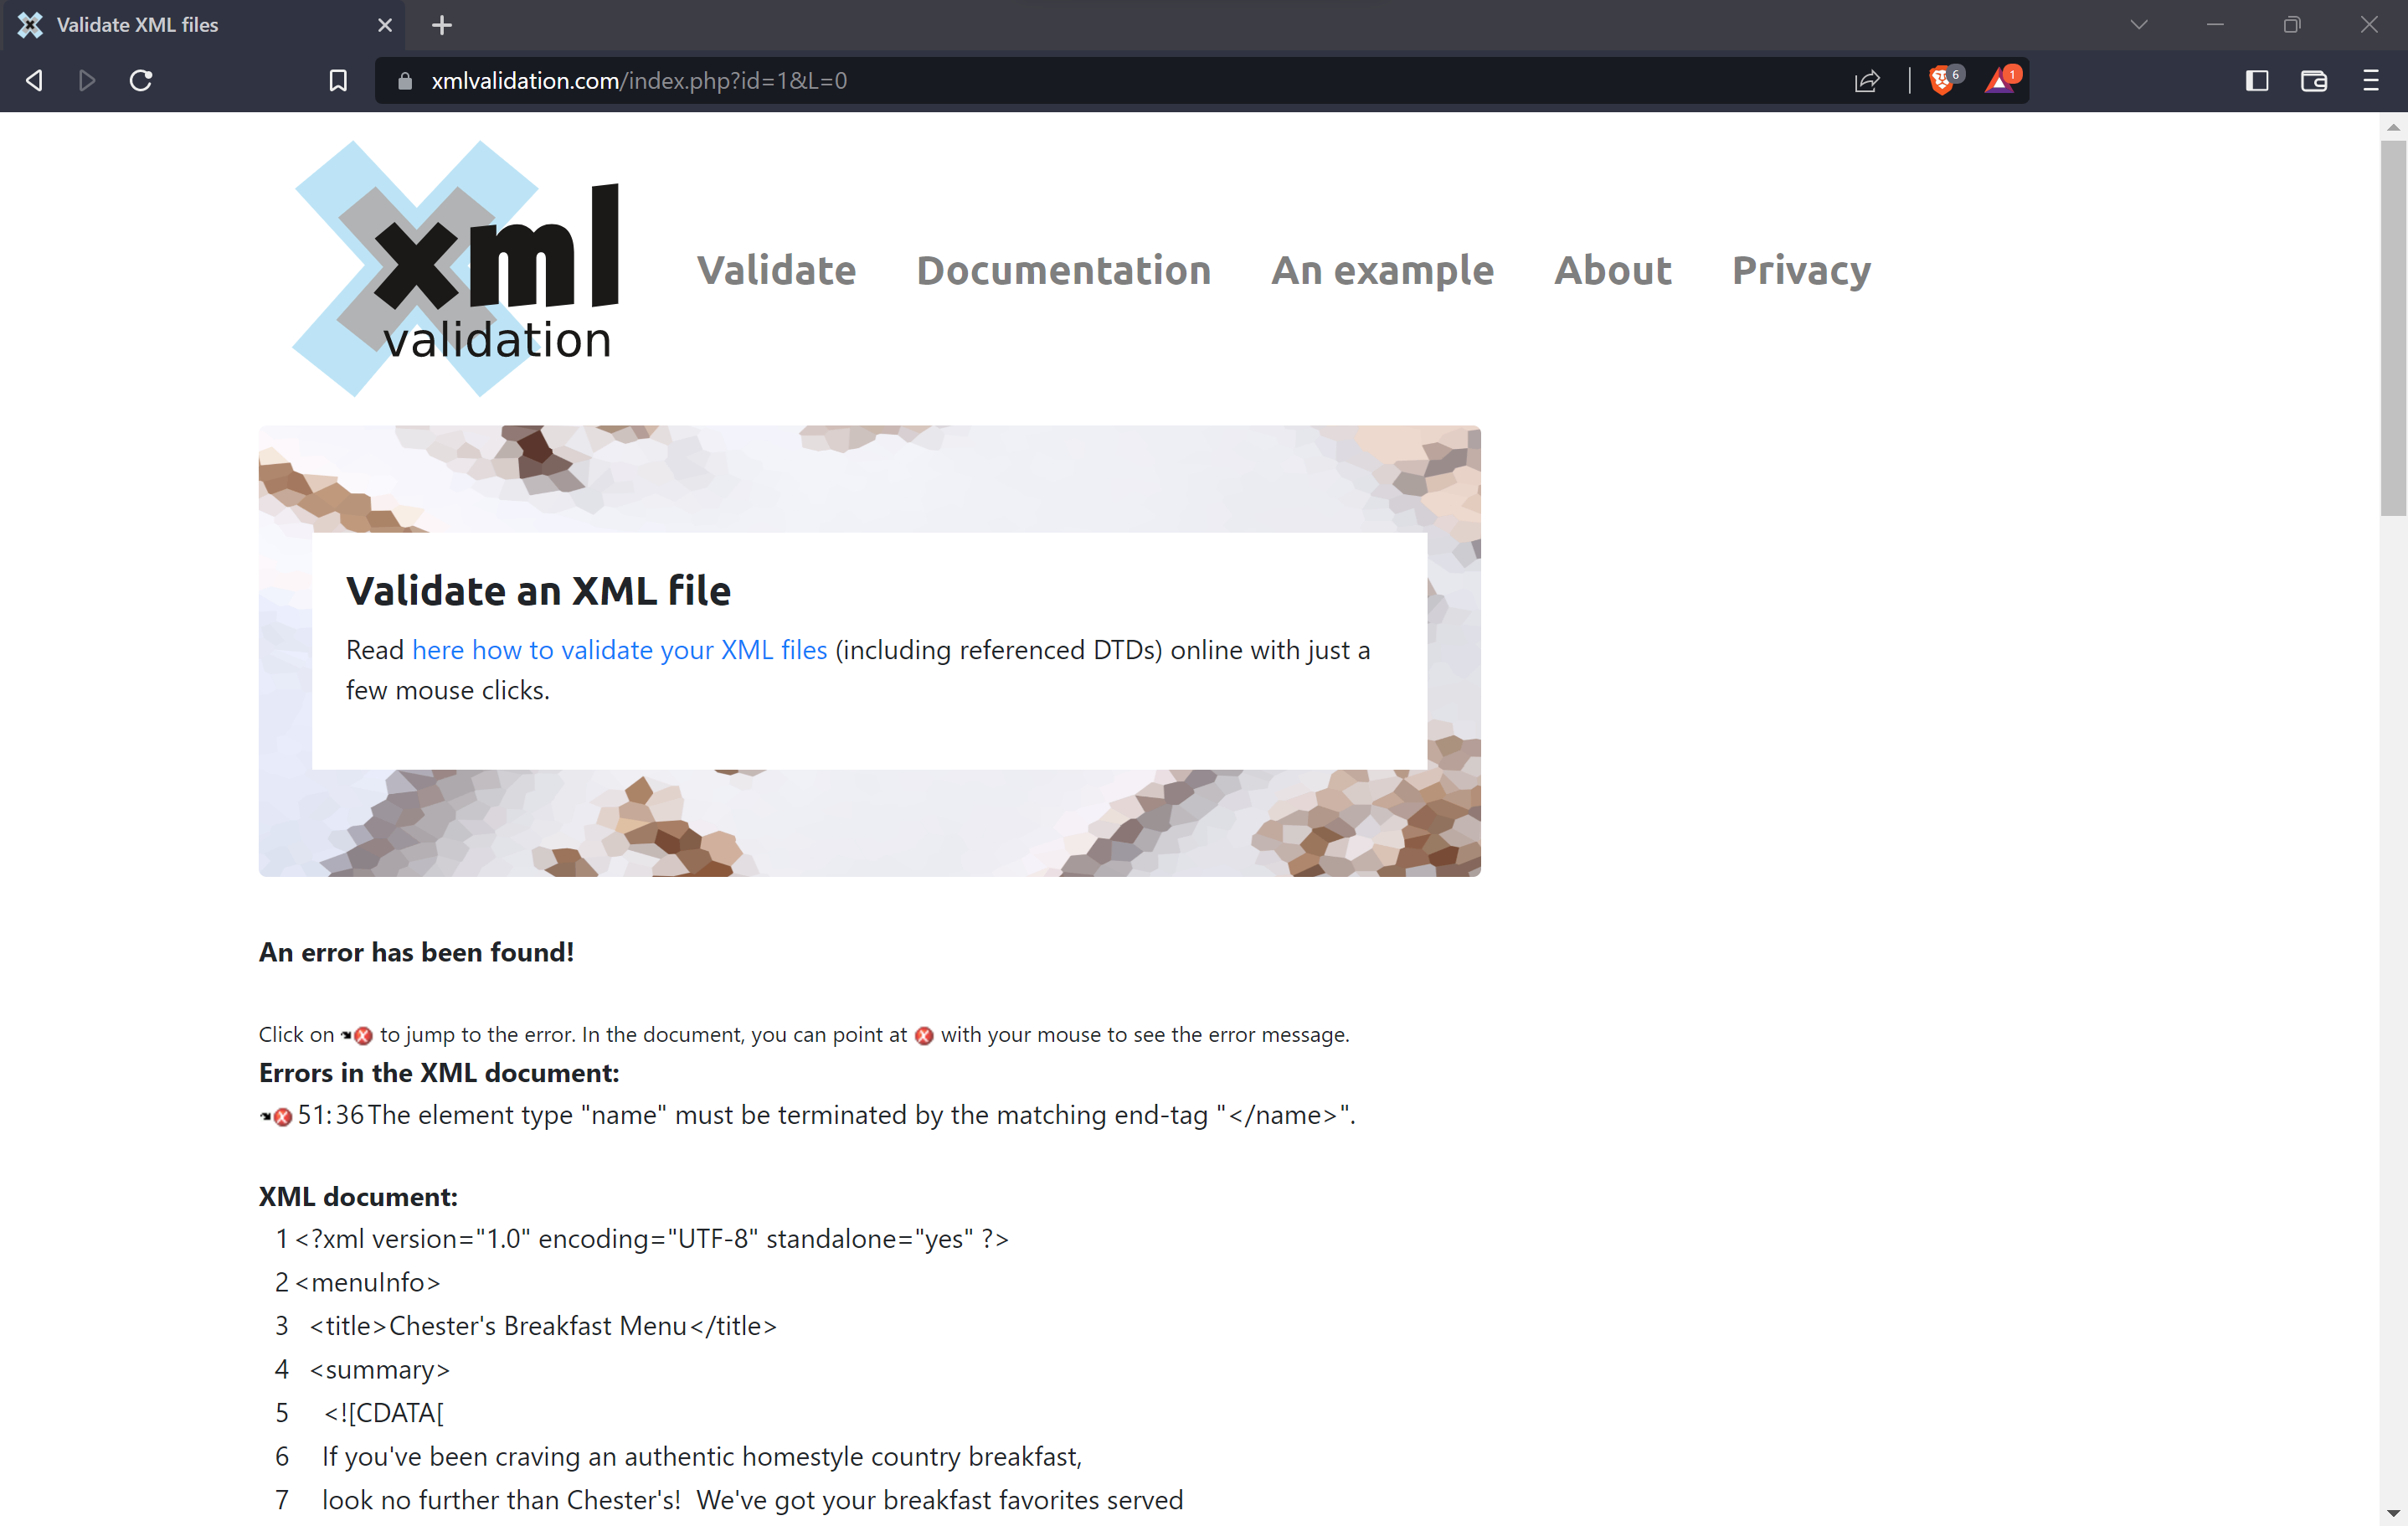 Validate XML files
xmlvalidation.com/index.php?id=1&L=0
6
1
xml
validation
Validate
Documentation
An example
About
Privacy
Validate an XML file
Read here how to validate your XML files (including referenced DTDs) online with just a
few mouse clicks.
An error has been found!
Click on to jump to the error. In the document, you can point at with your mouse to see the error message.
Errors in the XML document:
51:36 The element type "name" must be terminated by the matching end-tag "</name>".
XML document:
1 <?xml version="1.0" encoding="UTF-8" standalone="yes" ?>
2 <menuInfo>
3 <title>Chester's Breakfast Menu</title>
4 <summary>
5 <![CDATA[
6 If you've been craving an authentic homestyle country breakfast,
7 look no further than Chester's! We've got your breakfast favorites served